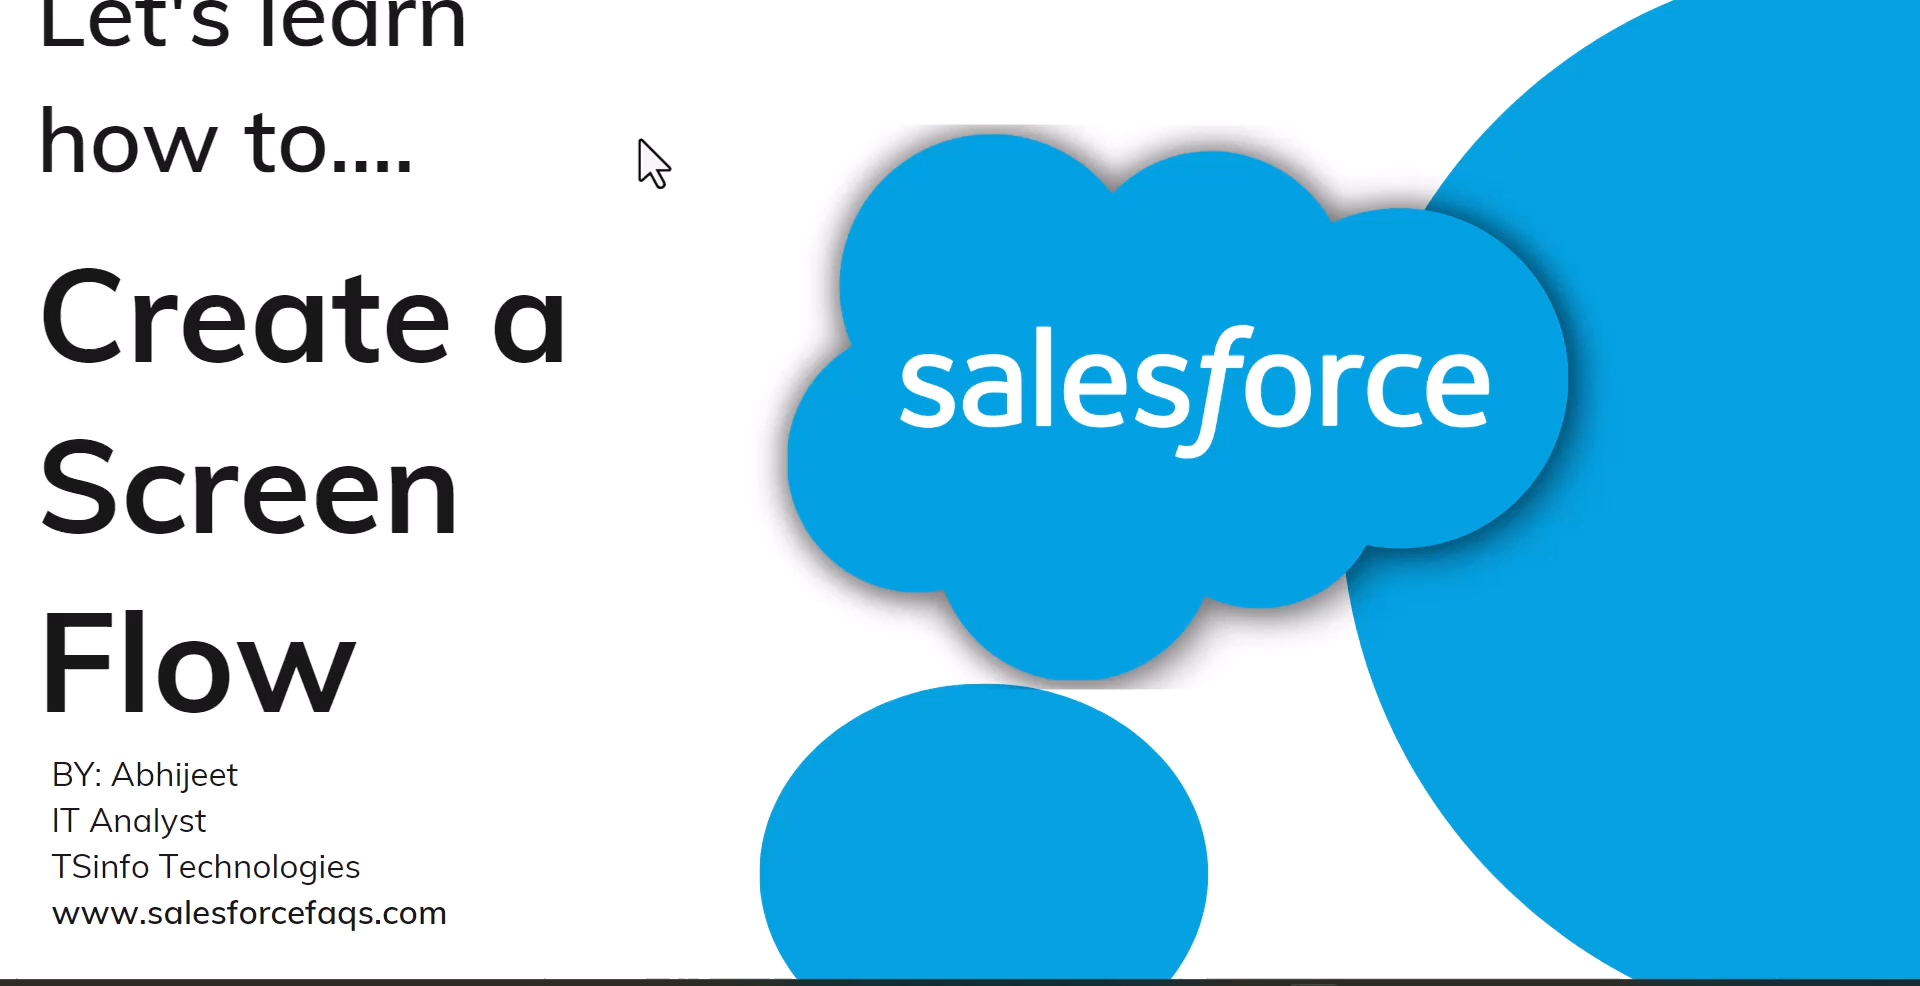 Let's learn
how to....
Create a
Screen
Flow
BY: Abhijeet
IT Analyst
TSinfo Technologies
www.salesforcefaqs.com
salesforce